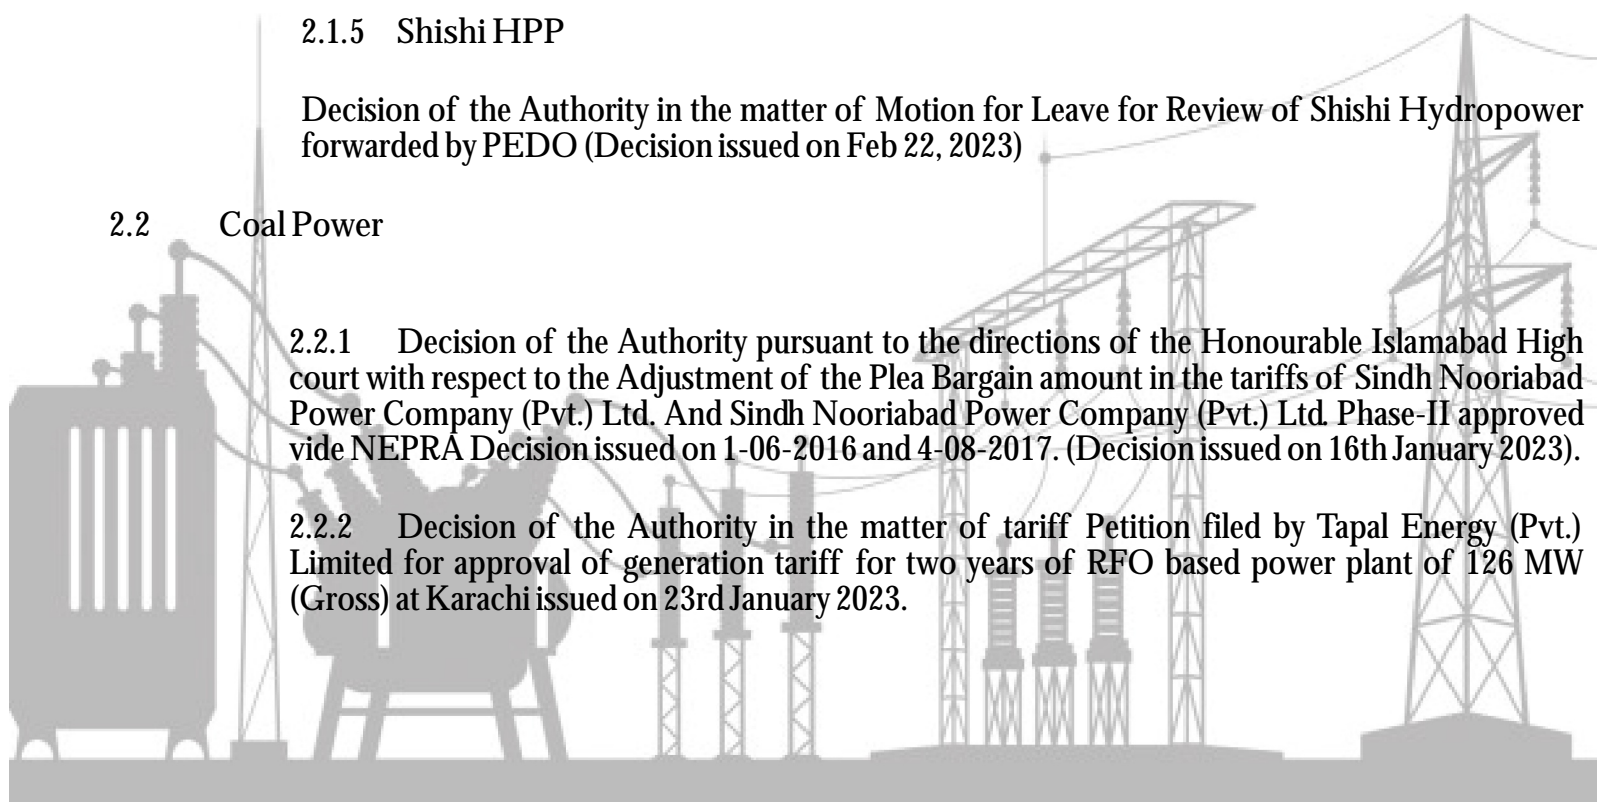 2.1.5 Shishi HPP
Decision of the Authority in the matter of Motion for Leave for Review of Shishi Hydropower
forwarded by PEDO (Decision issued on Feb 22, 2023)
2.2 Coal Power
2.2.1 Decision of the Authority pursuant to the directions of the Honourable Islamabad High
court with respect to the Adjustment of the Plea Bargain amount in the tariffs of Sindh Nooriabad
Power Company (Pvt.) Ltd. And Sindh Nooriabad Power Company (Pvt.) Ltd. Phase-II approved
vide NEPRA Decision issued on 1-06-2016 and 4-08-2017. (Decision issued on 16th January 2023).
2.2.2 Decision of the Authority in the matter of tariff Petition filed by Tapal Energy (Pvt.)
Limited for approval of generation tariff for two years of RFO based power plant of 126 MW
(Gross) at Karachi issued on 23rd January 2023.